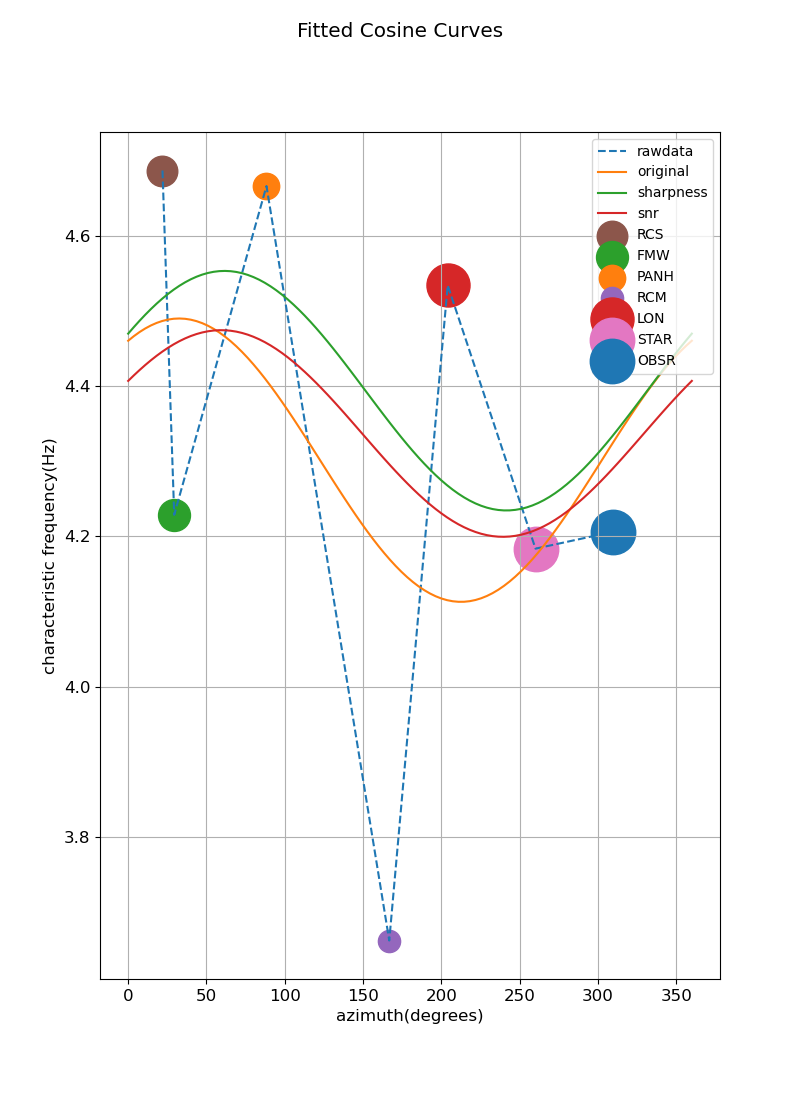 Fitted Cosine Curves
rawdata
original
sharpness
snr
RCS
FMW
PANH
RCM
LON
STAR
OBSR
characteristic frequency(Hz)
4.6
4.4
4.2
4.0
3.8
0 50 100 150 200 250 300 350
azimuth(degrees)